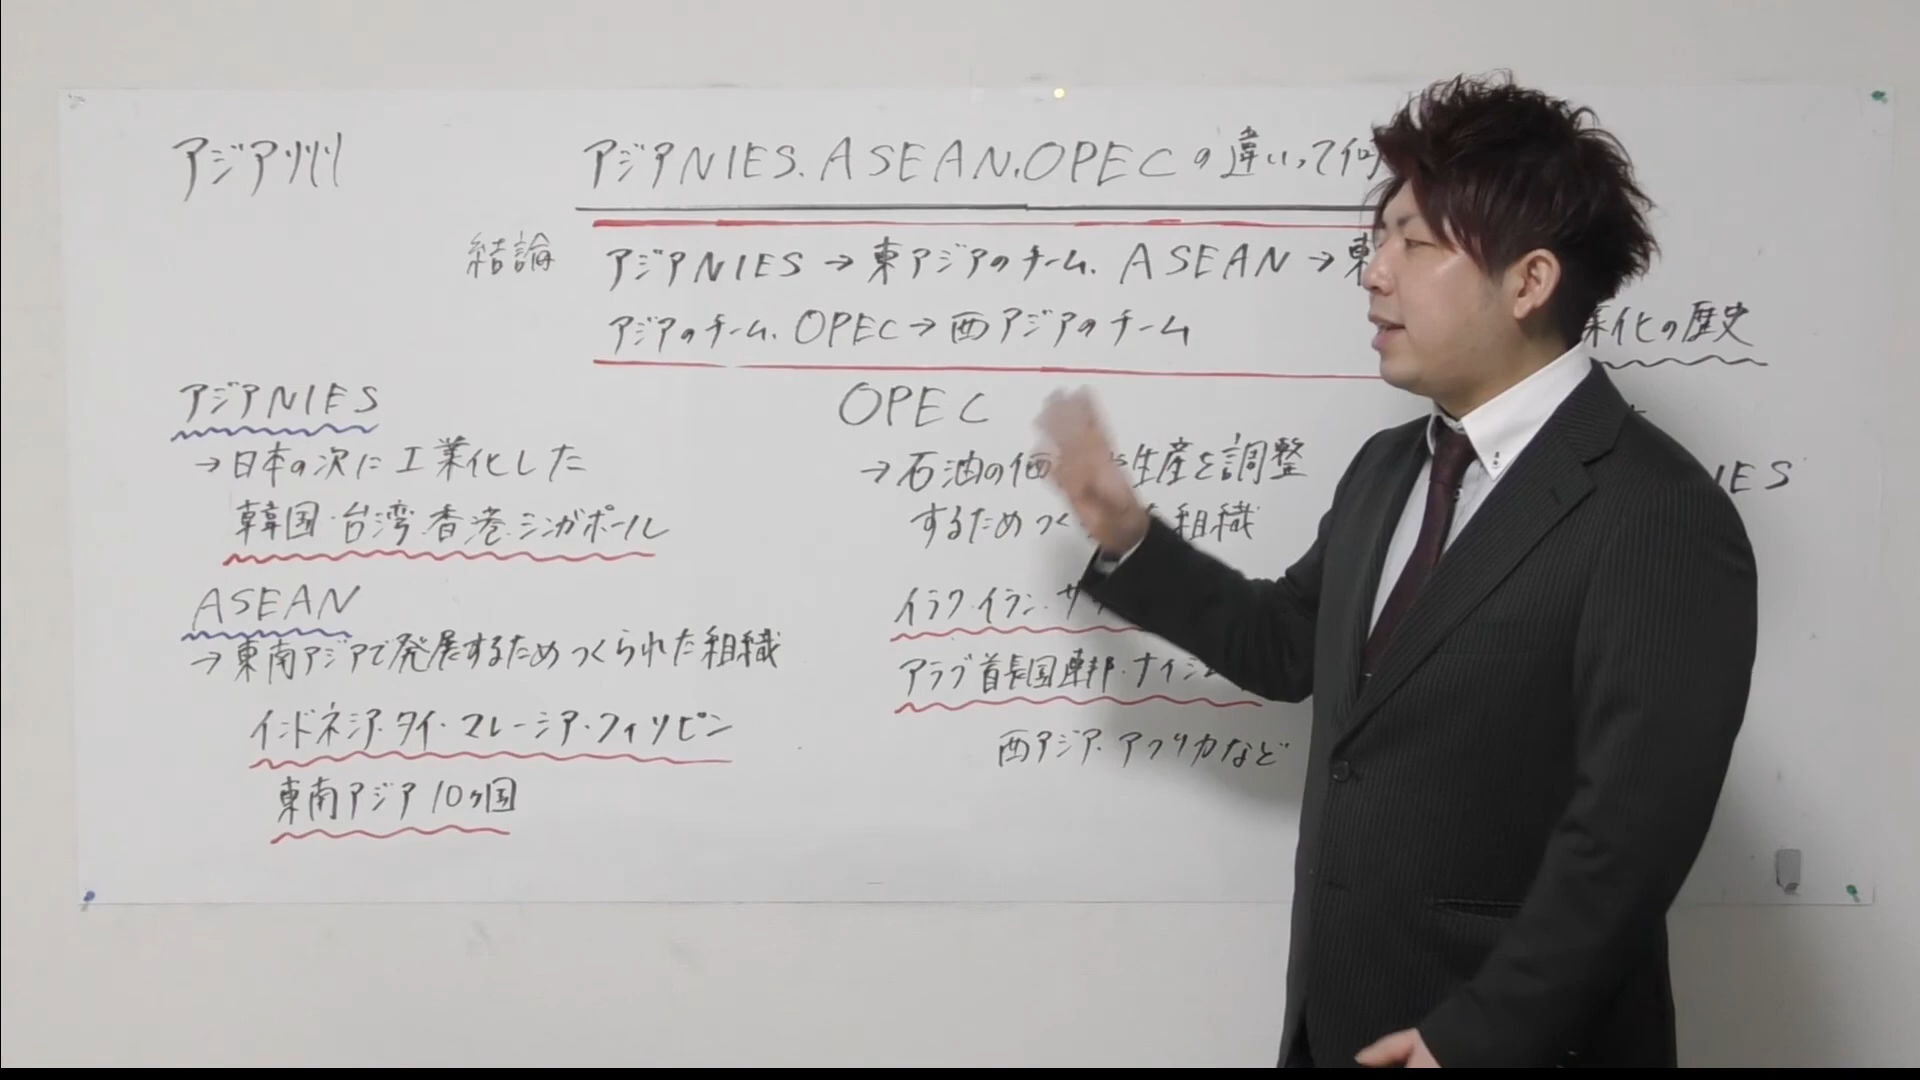 アジア州
アジアNIES、ASEAN、OPECの違いって何
結論
アジアNIES→東アジアのチーム、ASEAN→東
アジアのチーム、OPEC→西アジアのチーム
アジアNIES
→日本の次に工業化した
韓国・台湾・香港・シンガポール
ASEAN
→東南アジアで発展するためつくられた組織
インドネシア・タイ・マレーシア・フィリピン
東南アジア10ヶ国
OPEC
→石油の価 生産を調整
するためつく た組織
イラク・イラン・サ
アラブ首長国連邦・ナイジェ
西アジア・アフリカなど
業化の歴史
IES